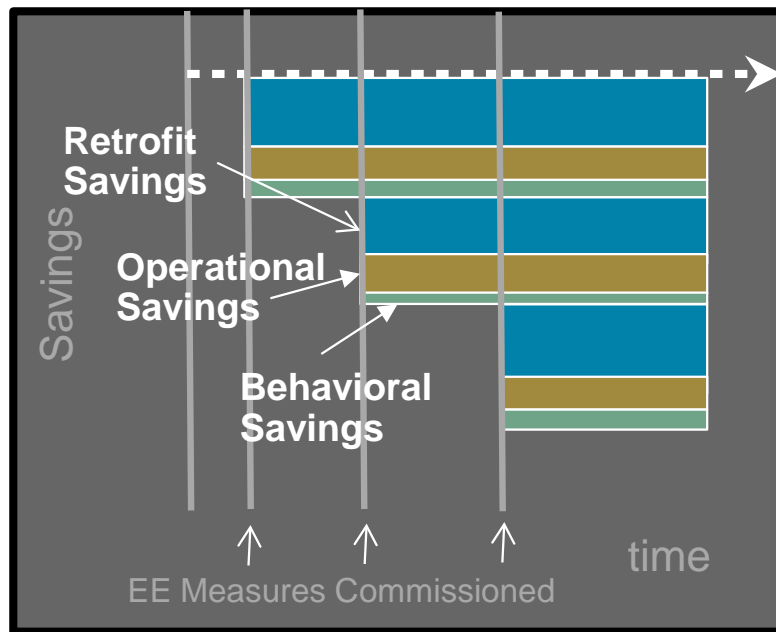 Retrofit
Savings
Savings
Operational
Savings
Behavioral
Savings
time
EE Measures Commissioned